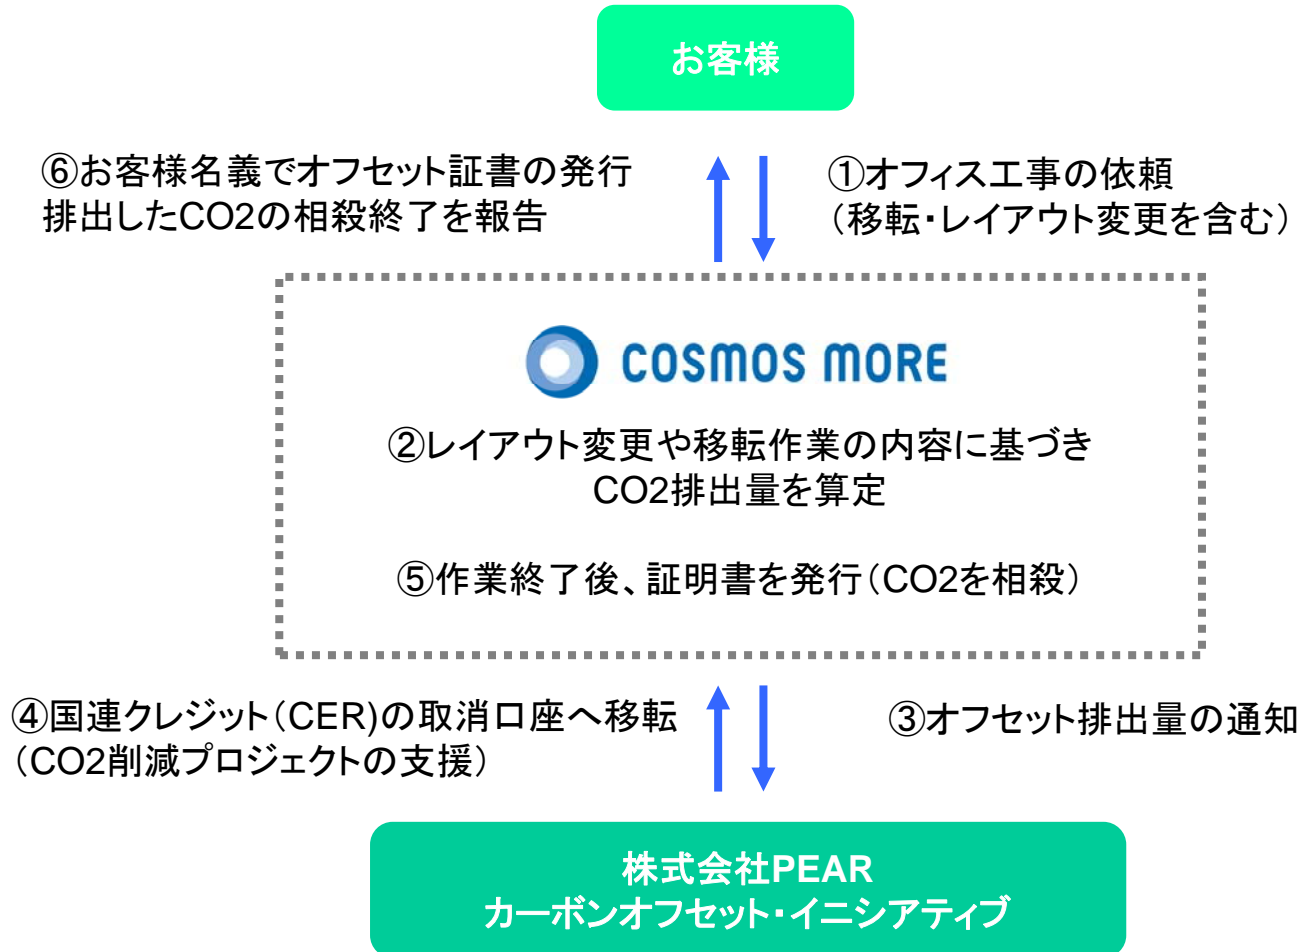 お客様
⑥お客様名義でオフセット証書の発行
排出したCO2の相殺終了を報告
①オフィス工事の依頼
（移転・レイアウト変更を含む）
COSMOS MORE
②レイアウト変更や移転作業の内容に基づき
CO2排出量を算定
⑤作業終了後、証明書を発行（CO2を相殺）
④国連クレジット（CER)の取消口座へ移転
（CO2削減プロジェクトの支援）
③オフセット排出量の通知
株式会社PEAR
カーボンオフセット・イニシアティブ